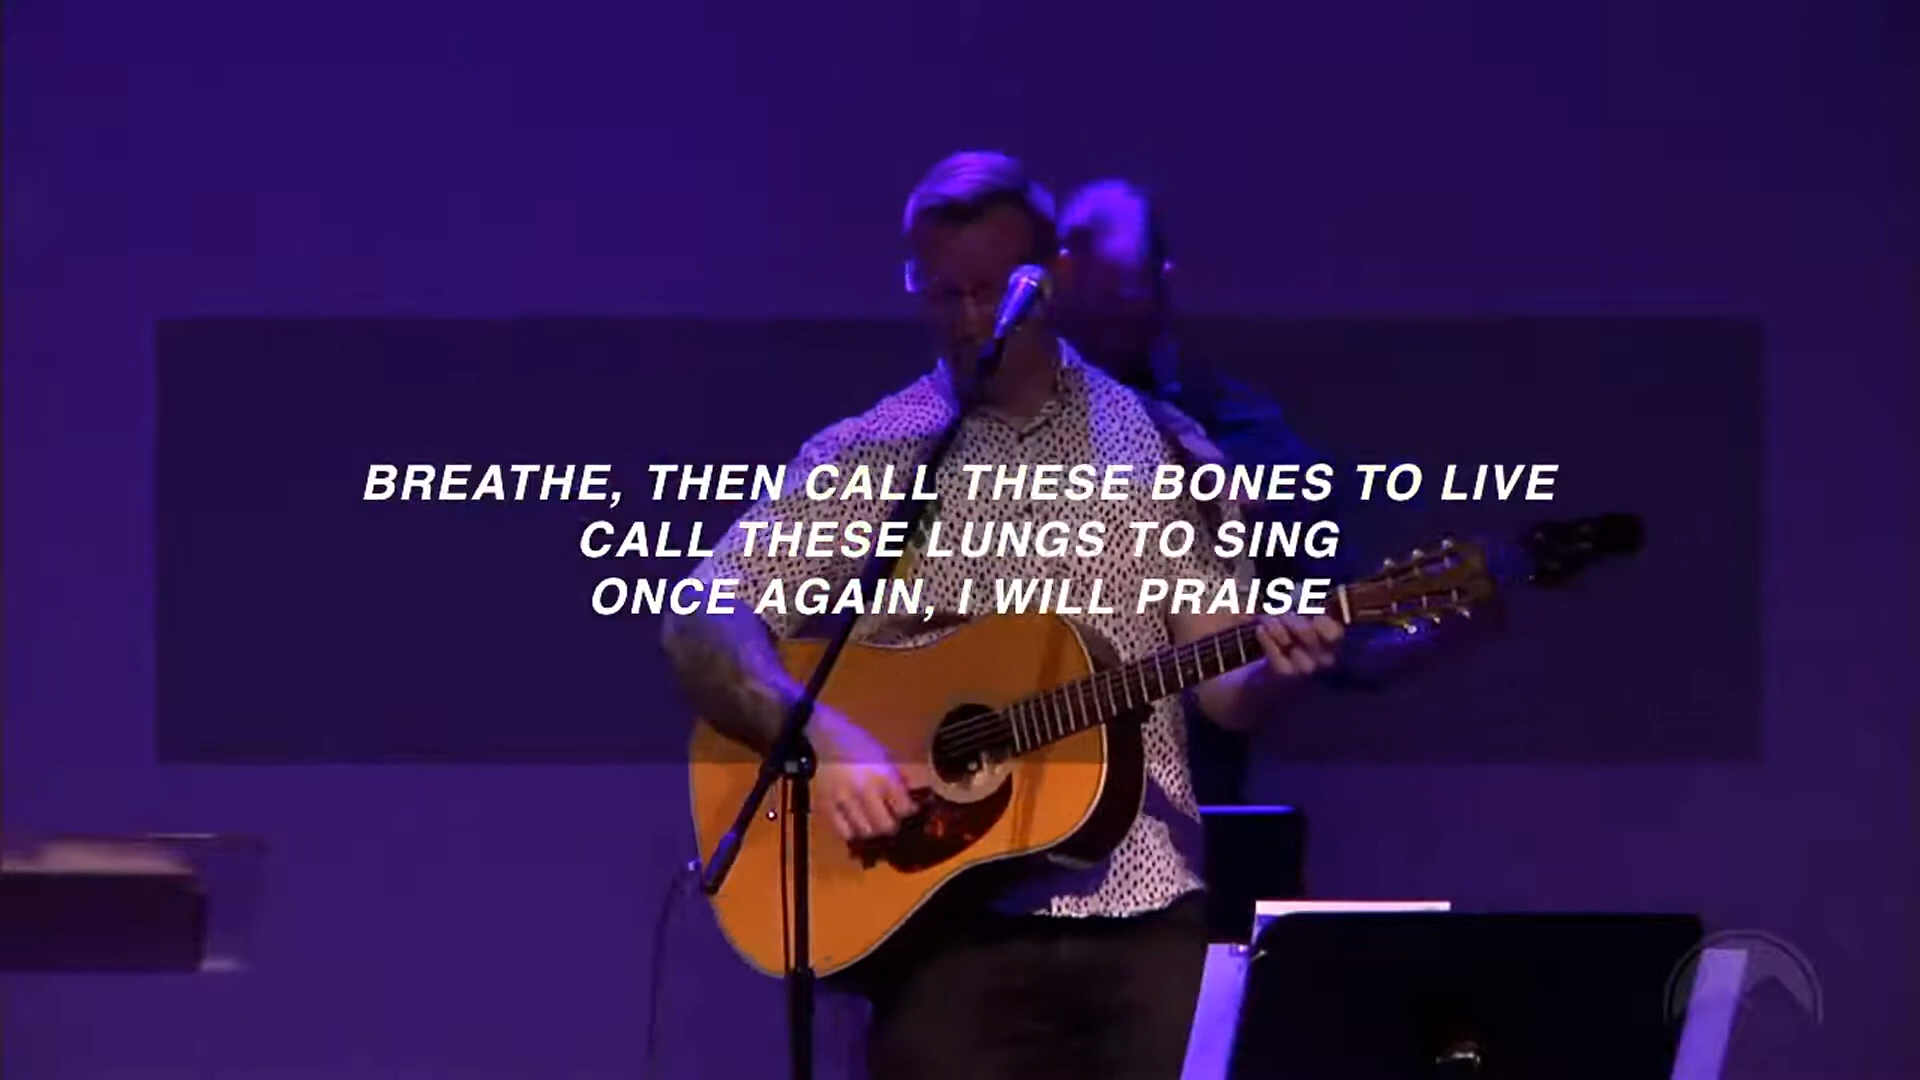 BREATHE, THEN CALL THESE BONES TO LIVE
CALL THESE LUNGS TO SING
ONCE AGAIN, I WILL PRAISE